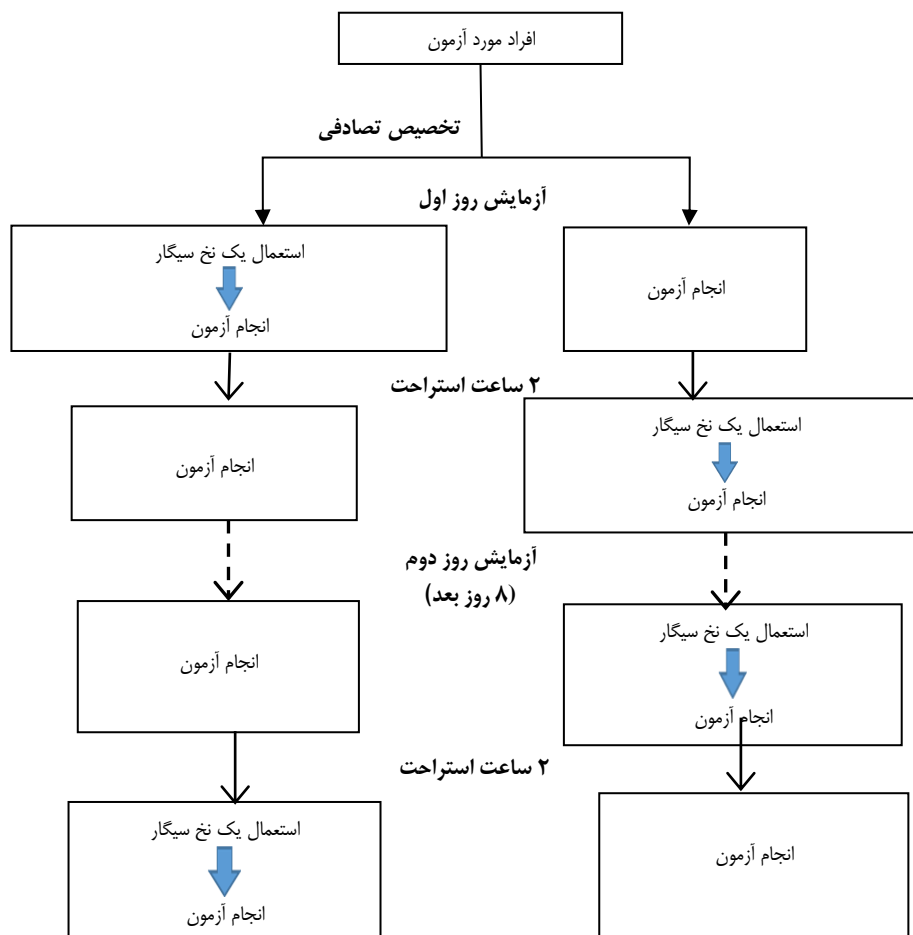 افراد مورد آزمون
تخصیص تصادفی
آزمایش روز اول
انجام آزمون
استعمال یک نخ سیگار
انجام آزمون
۲ ساعت استراحت
استعمال یک نخ سیگار
انجام آزمون
انجام آزمون
آزمایش روز دوم
(۸ روز بعد)
استعمال یک نخ سیگار
انجام آزمون
انجام آزمون
۲ ساعت استراحت
انجام آزمون
استعمال یک نخ سیگار
انجام آزمون